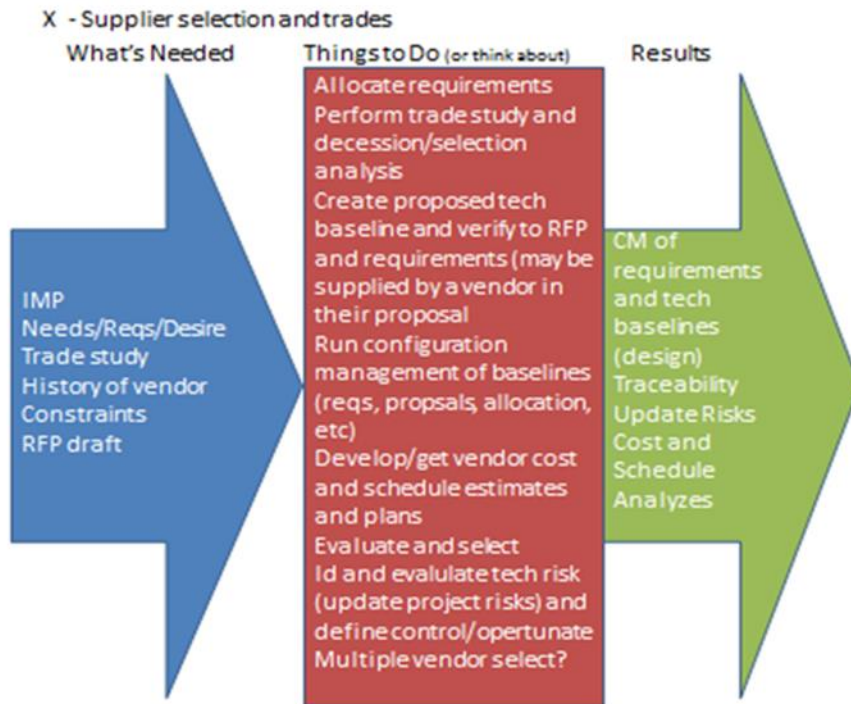 X - Supplier selection and trades
What's Needed
Things to Do (or think about)
Results
IMP
Needs/Reqs/Desire
Trade study
History of vendor
Constraints
RFP draft
Allocate requirements
Perform trade study and
decession/selection
analysis
Create proposed tech
baseline and verify to RFP
and requirements (may be
supplied by a vendor in
their proposal
Run configuration
management of baselines
(reqs, propsals, allocation,
etc)
Develop/get vendor cost
and schedule estimates
and plans
Evaluate and select
Id and evalulate tech risk
(update project risks) and
define control/opertunate
Multiple vendor select?
CM of
requirements
and tech
baselines
(design)
Traceability
Update Risks
Cost and
Schedule
Analyzes